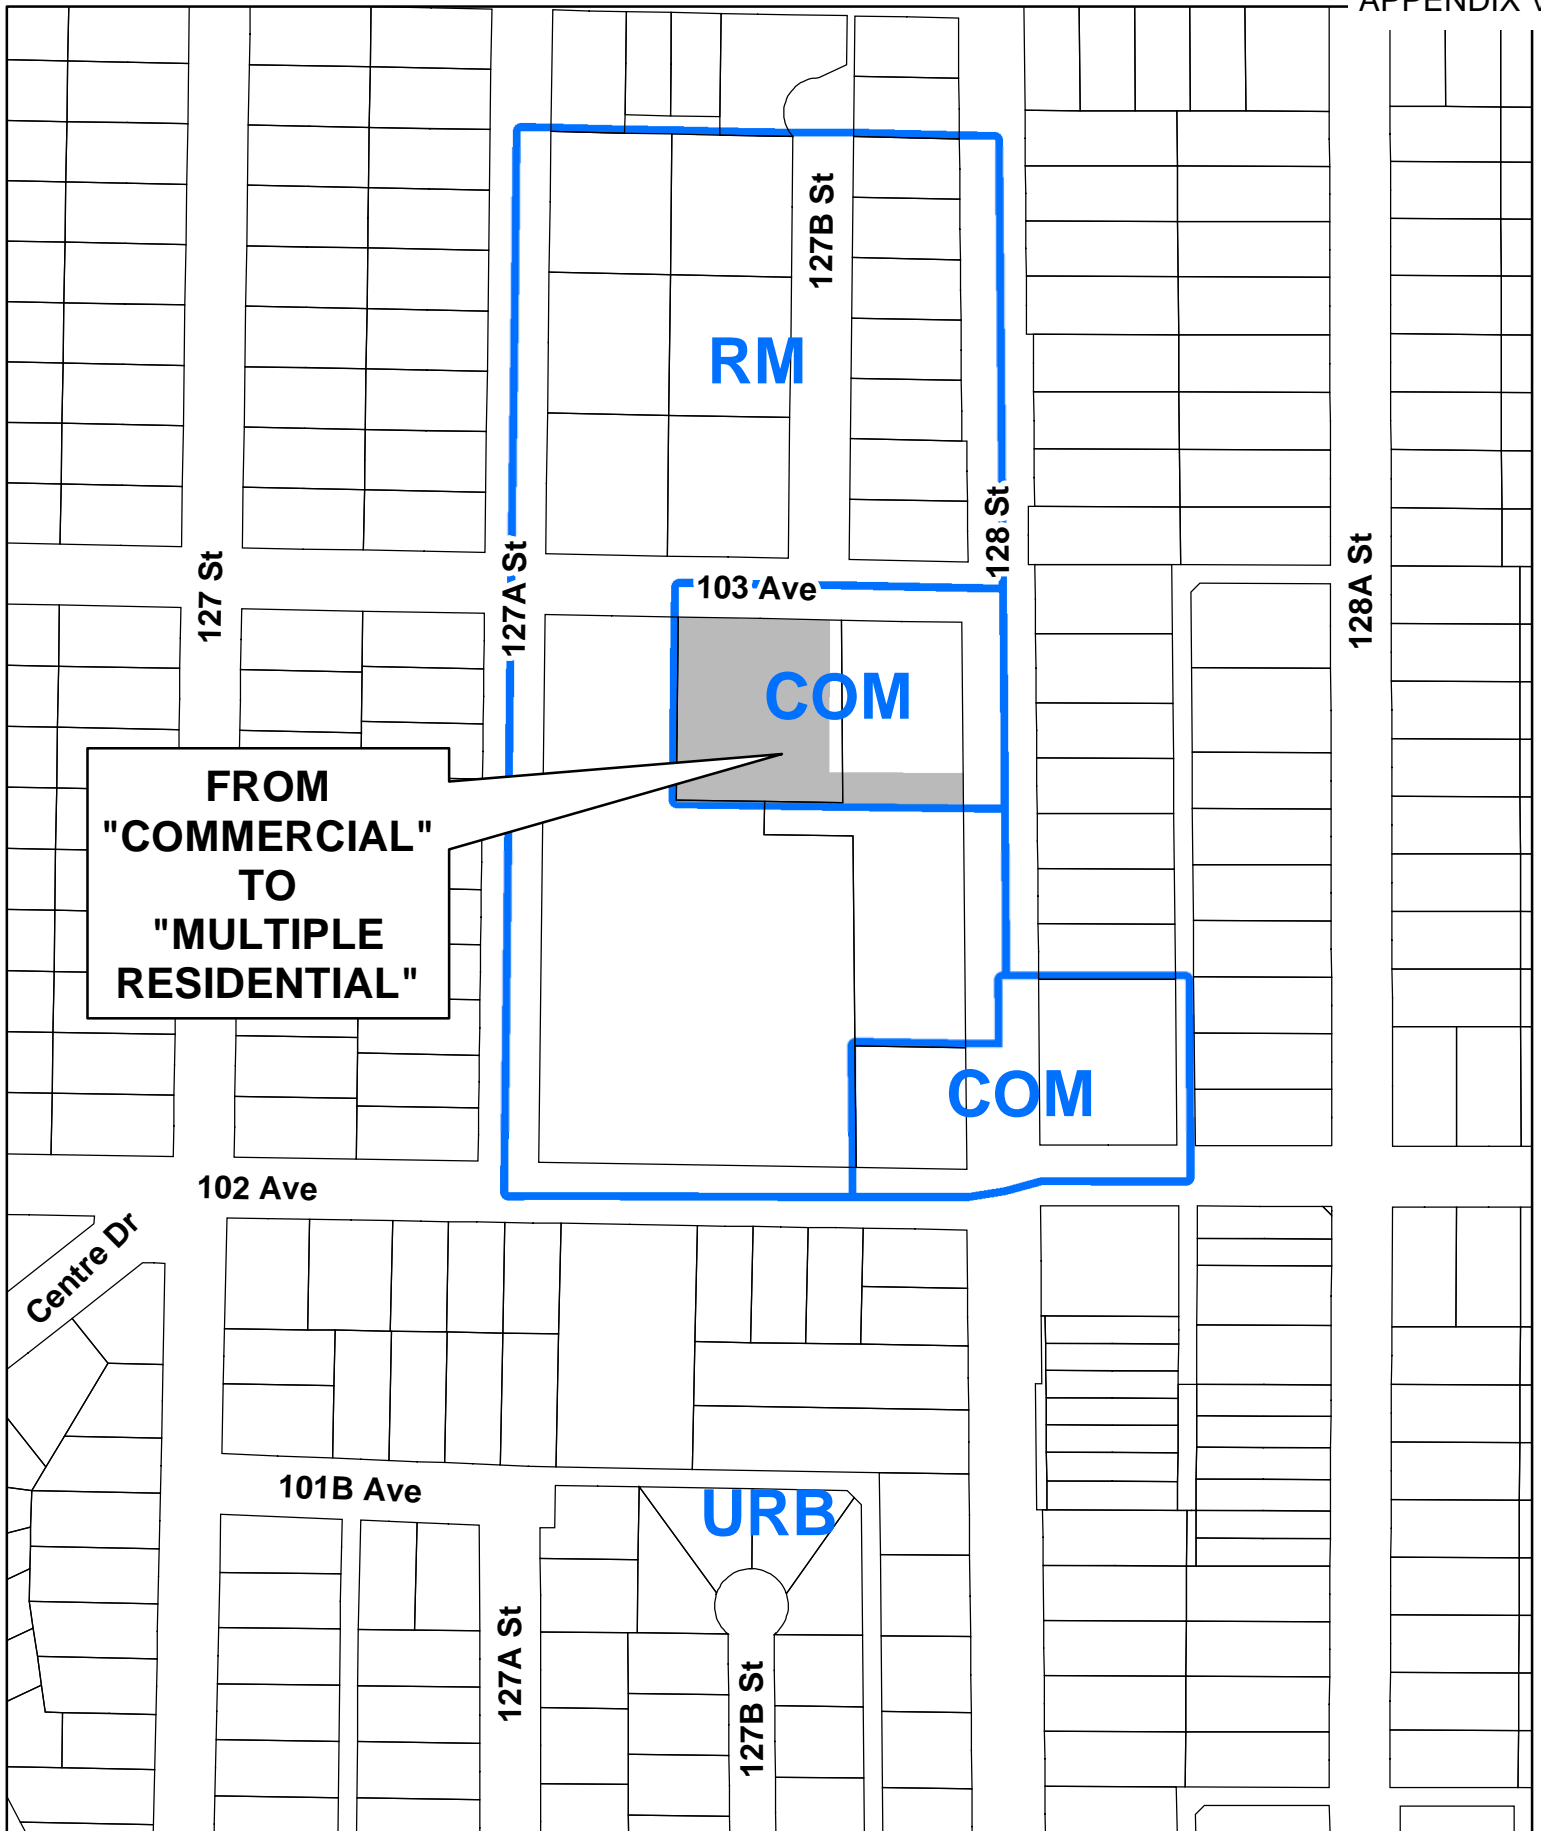 APPENDIX
127B St
RM
128 St
127A St
127 St
128A St
103 Ave
COM
FROM
"COMMERCIAL"
TO
"MULTIPLE
RESIDENTIAL"
COM
102 Ave
Centre Dr
101B Ave
URB
127A St
127B St